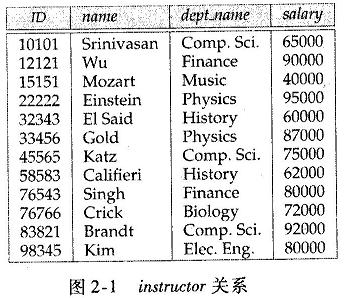 ID name dept_name salary
10101 Srinivasan Comp. Sci. 65000
12121 Wu Finance 90000
15151 Mozart Music 40000
22222 Einstein Physics 95000
32343 El Said History 60000
33456 Gold Physics 87000
45565 Katz Comp. Sci. 75000
58583 Califieri History 62000
76543 Singh Finance 80000
76766 Crick Biology 72000
83821 Brandt Comp. Sci. 92000
98345 Kim Elec. Eng. 80000
图 2-1 instructor 关系